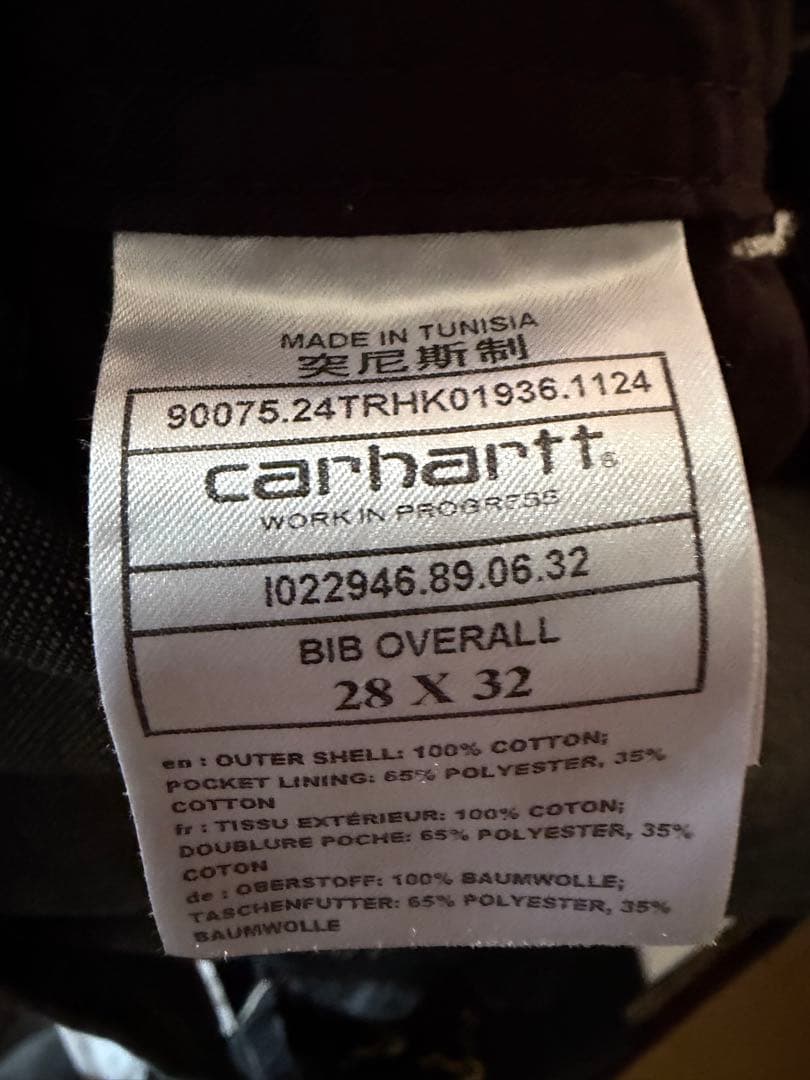 MADE IN TUNISIA
突尼斯制
90075.24TRHK01936.1124
carhartt
WORK IN PROGRESS
I022946.89.06.32
BIB OVERALL
28 X 32
en : OUTER SHELL: 100% COTTON;
POCKET LINING: 65% POLYESTER, 35%
COTTON
fr : TISSU EXTÉRIEUR: 100% COTON;
DOUBLURE POCHE: 65% POLYESTER, 35%
COTON
de : OBERSTOFF: 100% BAUMWOLLE;
TASCHENFUTTER: 65% POLYESTER, 35%
BAUMWOLLE